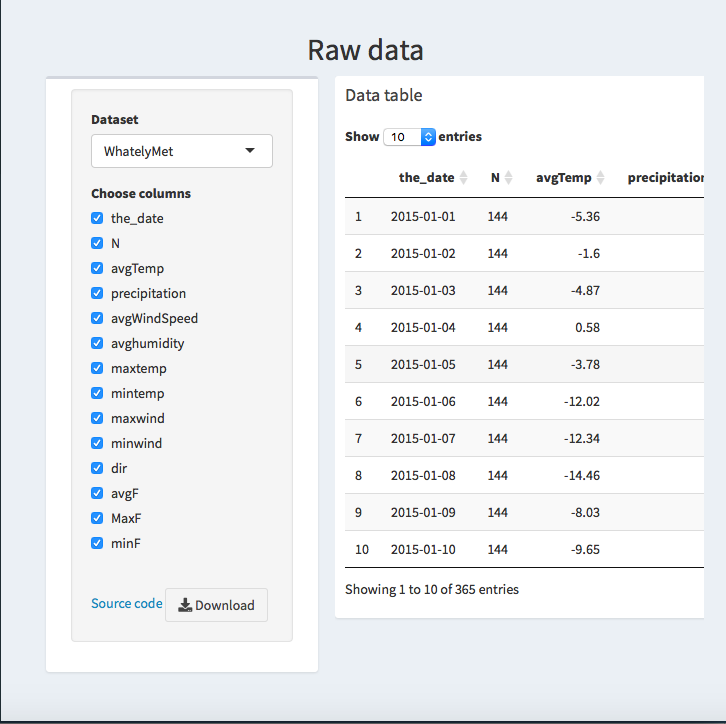 Raw data
Dataset
WhatelyMet
Choose columns
the_date
N
avgTemp
precipitation
avgWindSpeed
avghumidity
maxtemp
mintemp
maxwind
minwind
dir
avgF
MaxF
minF
Source code Download
Data table
Show 10 entries
the_date N avgTemp precipitation
1 2015-01-01 144 -5.36
2 2015-01-02 144 -1.6
3 2015-01-03 144 -4.87
4 2015-01-04 144 0.58
5 2015-01-05 144 -3.78
6 2015-01-06 144 -12.02
7 2015-01-07 144 -12.34
8 2015-01-08 144 -14.46
9 2015-01-09 144 -8.03
10 2015-01-10 144 -9.65
Showing 1 to 10 of 365 entries